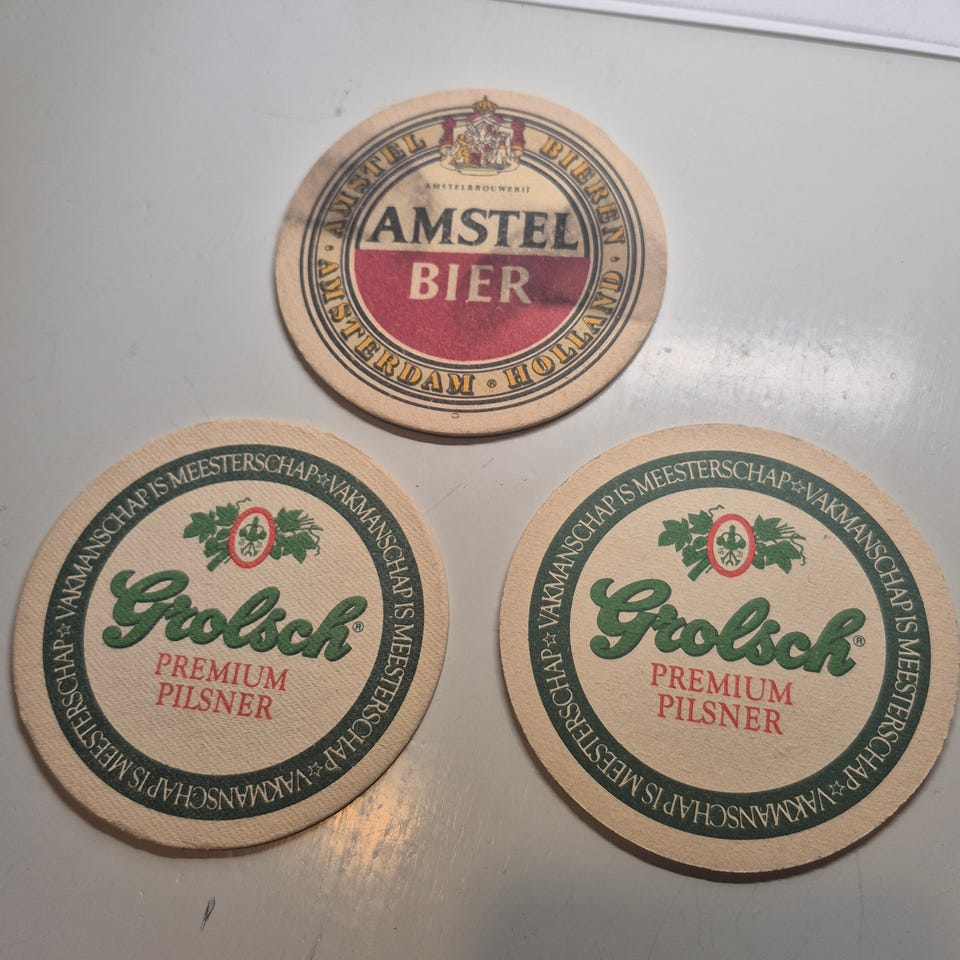 AMSTEL BIEREN · AMSTERDAM ® HOLLAND ·
AMSTELBROUWERIJ
AMSTEL
BIER
VAKMANSCHAP IS MEESTERSCHAP☆VAKMANSCHAP IS MEESTERSCHAP☆VAKMANSCHAP IS MEESTERSCHAP☆
Grolsch®
PREMIUM
PILSNER
VAKMANSCHAP IS MEESTERSCHAP☆VAKMANSCHAP IS MEESTERSCHAP☆VAKMANSCHAP IS MEESTERSCHAP☆
Grolsch®
PREMIUM
PILSNER